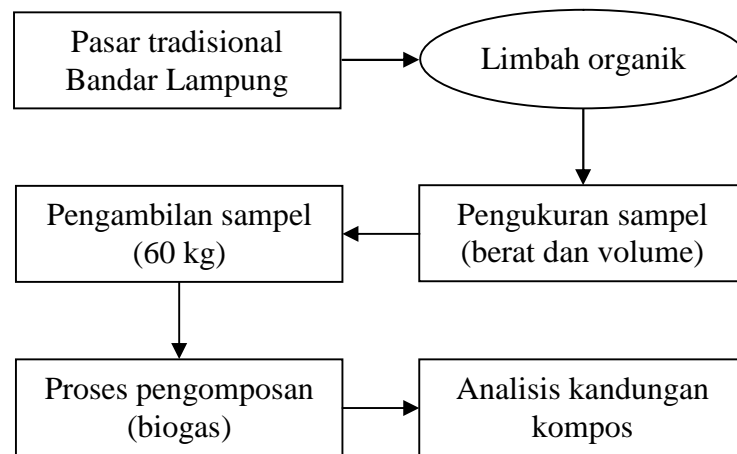 Pasar tradisional
Bandar Lampung
Limbah organik
Pengukuran sampel
(berat dan volume)
Pengambilan sampel
(60 kg)
Proses pengomposan
(biogas)
Analisis kandungan
kompos